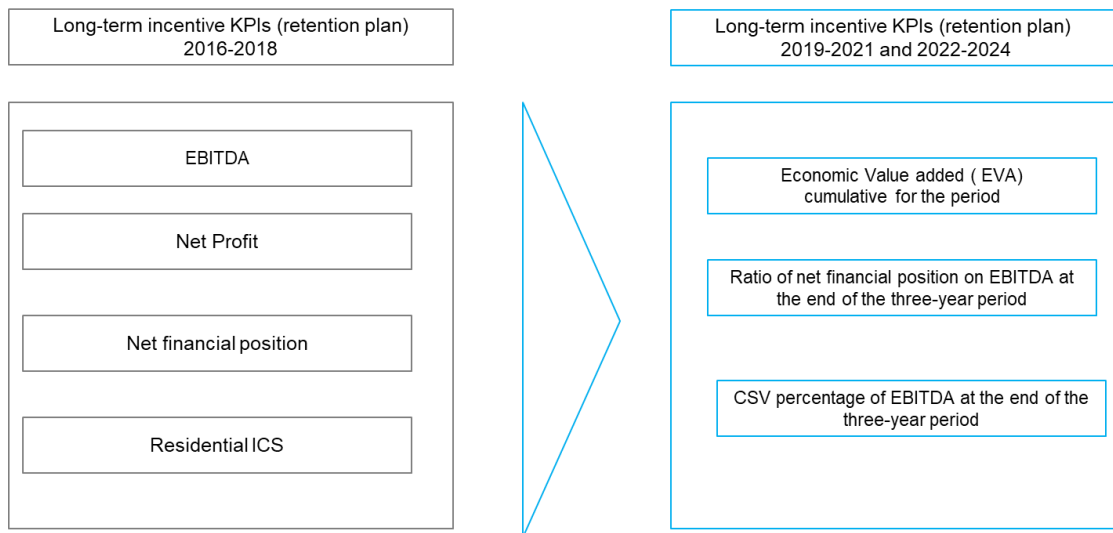 Long-term incentive KPIs (retention plan)
2016-2018
EBITDA
Net Profit
Net financial position
Residential ICS
Long-term incentive KPIs (retention plan)
2019-2021 and 2022-2024
Economic Value added ( EVA)
cumulative for the period
Ratio of net financial position on EBITDA at
the end of the three-year period
CSV percentage of EBITDA at the end of the
three-year period